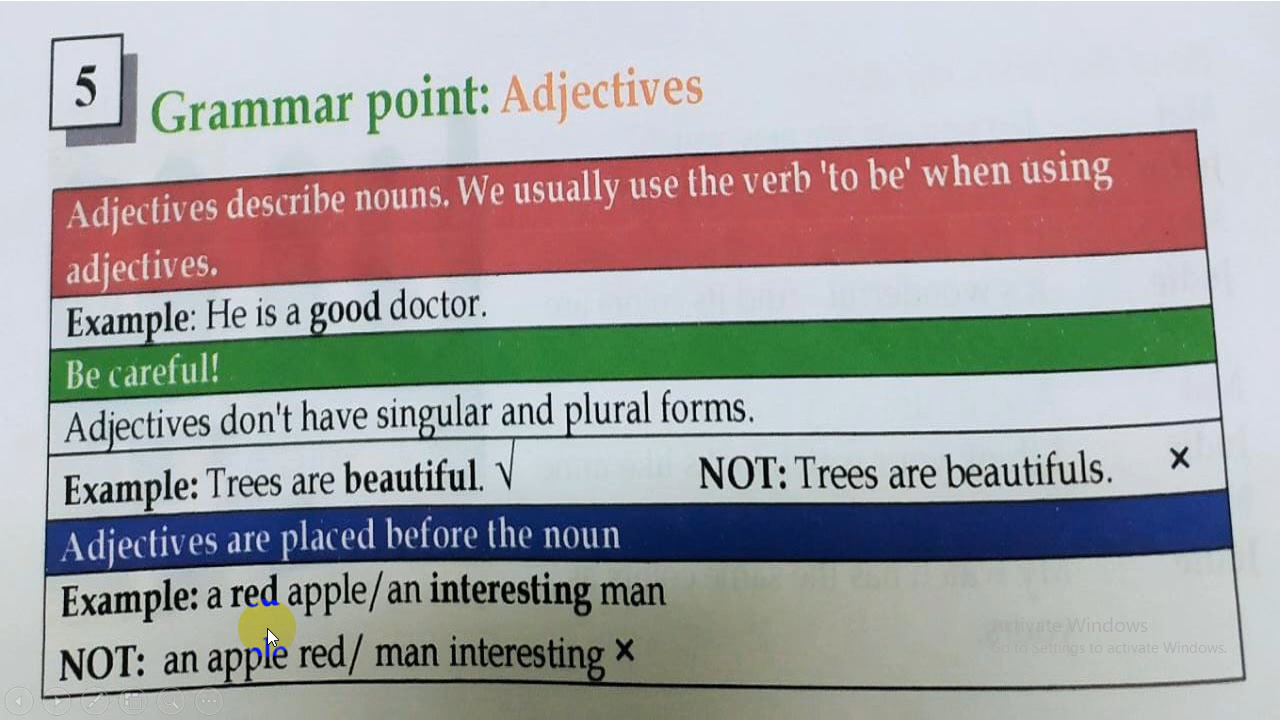 5
Grammar point: Adjectives
Adjectives describe nouns. We usually use the verb 'to be' when using
adjectives.
Example: He is a good doctor.
Be careful!
Adjectives don't have singular and plural forms.
Example: Trees are beautiful. √ NOT: Trees are beautifuls. ×
Adjectives are placed before the noun
Example: a red apple/an interesting man
NOT: an apple red/ man interesting ×
Activate Windows
Go to Settings to activate Windows.